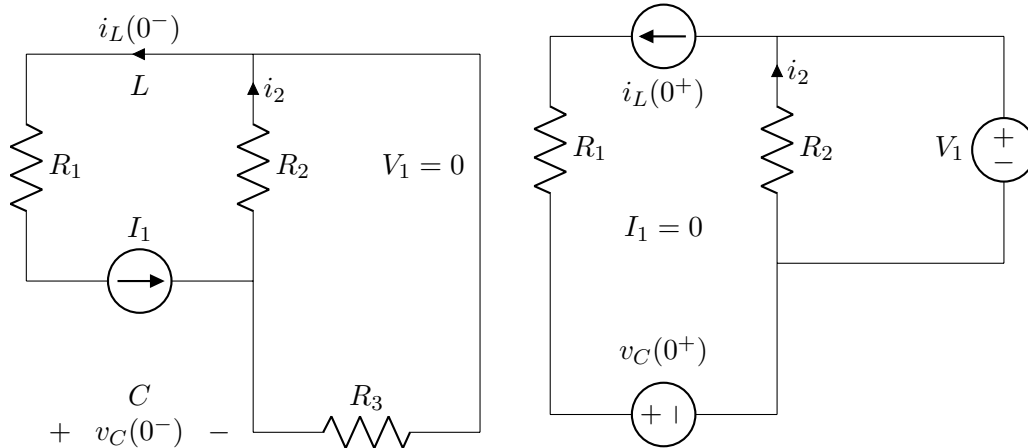 i_L(0^-)
L
i_2
R_1
R_2
V_1 = 0
I_1
C
+ v_C(0^-) -
R_3
i_L(0^+)
i_2
R_1
R_2
V_1
+
-
I_1 = 0
v_C(0^+)
+ -